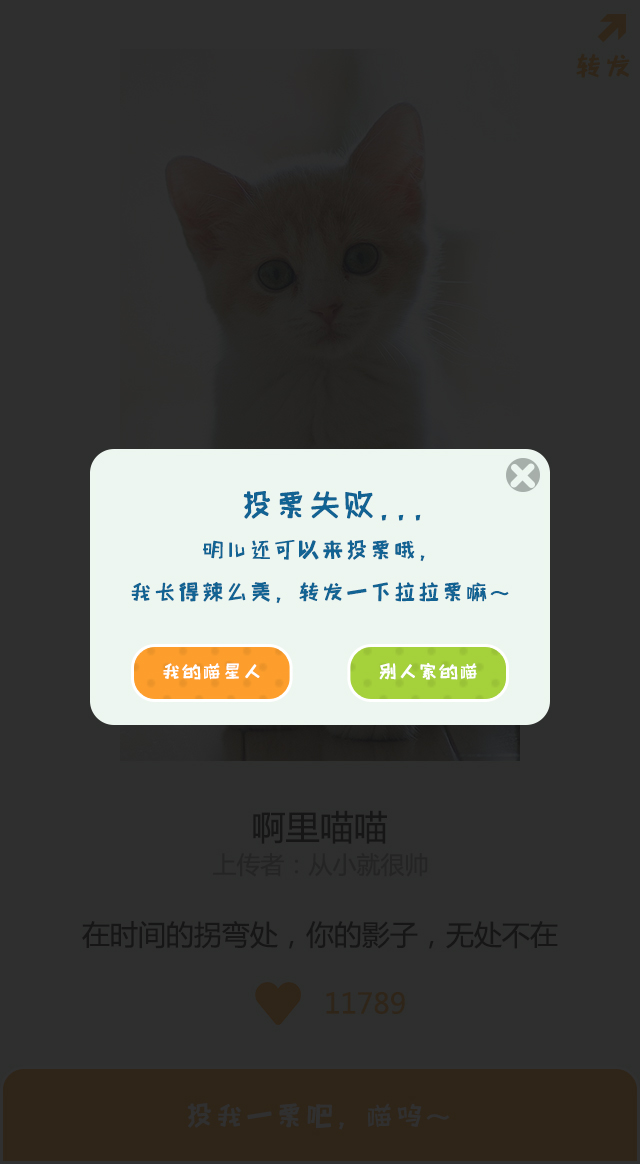 转发
投票失败...
明儿还可以来投票哦，
我长得辣么美，转发一下拉拉票嘛~
我的喵星人
别人家的喵
啊里喵喵
上传者：从小就很帅
在时间的拐弯处，你的影子，无处不在
11789
投我一票吧，喵呜~